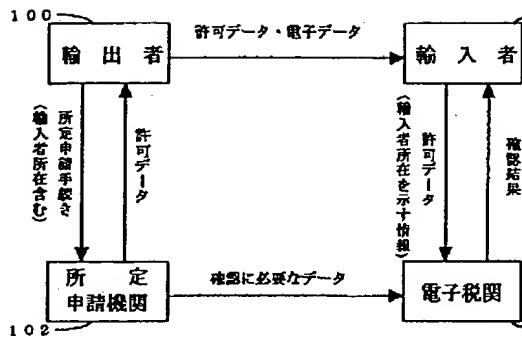 100
輸出者
許可データ・電子データ
輸入者
所定申請手続き
(輸入者所在含む)
許可データ
許可データ
(輸入者所在を示す情報)
確認結果
所定
申請機関
確認に必要なデータ
電子税関
102